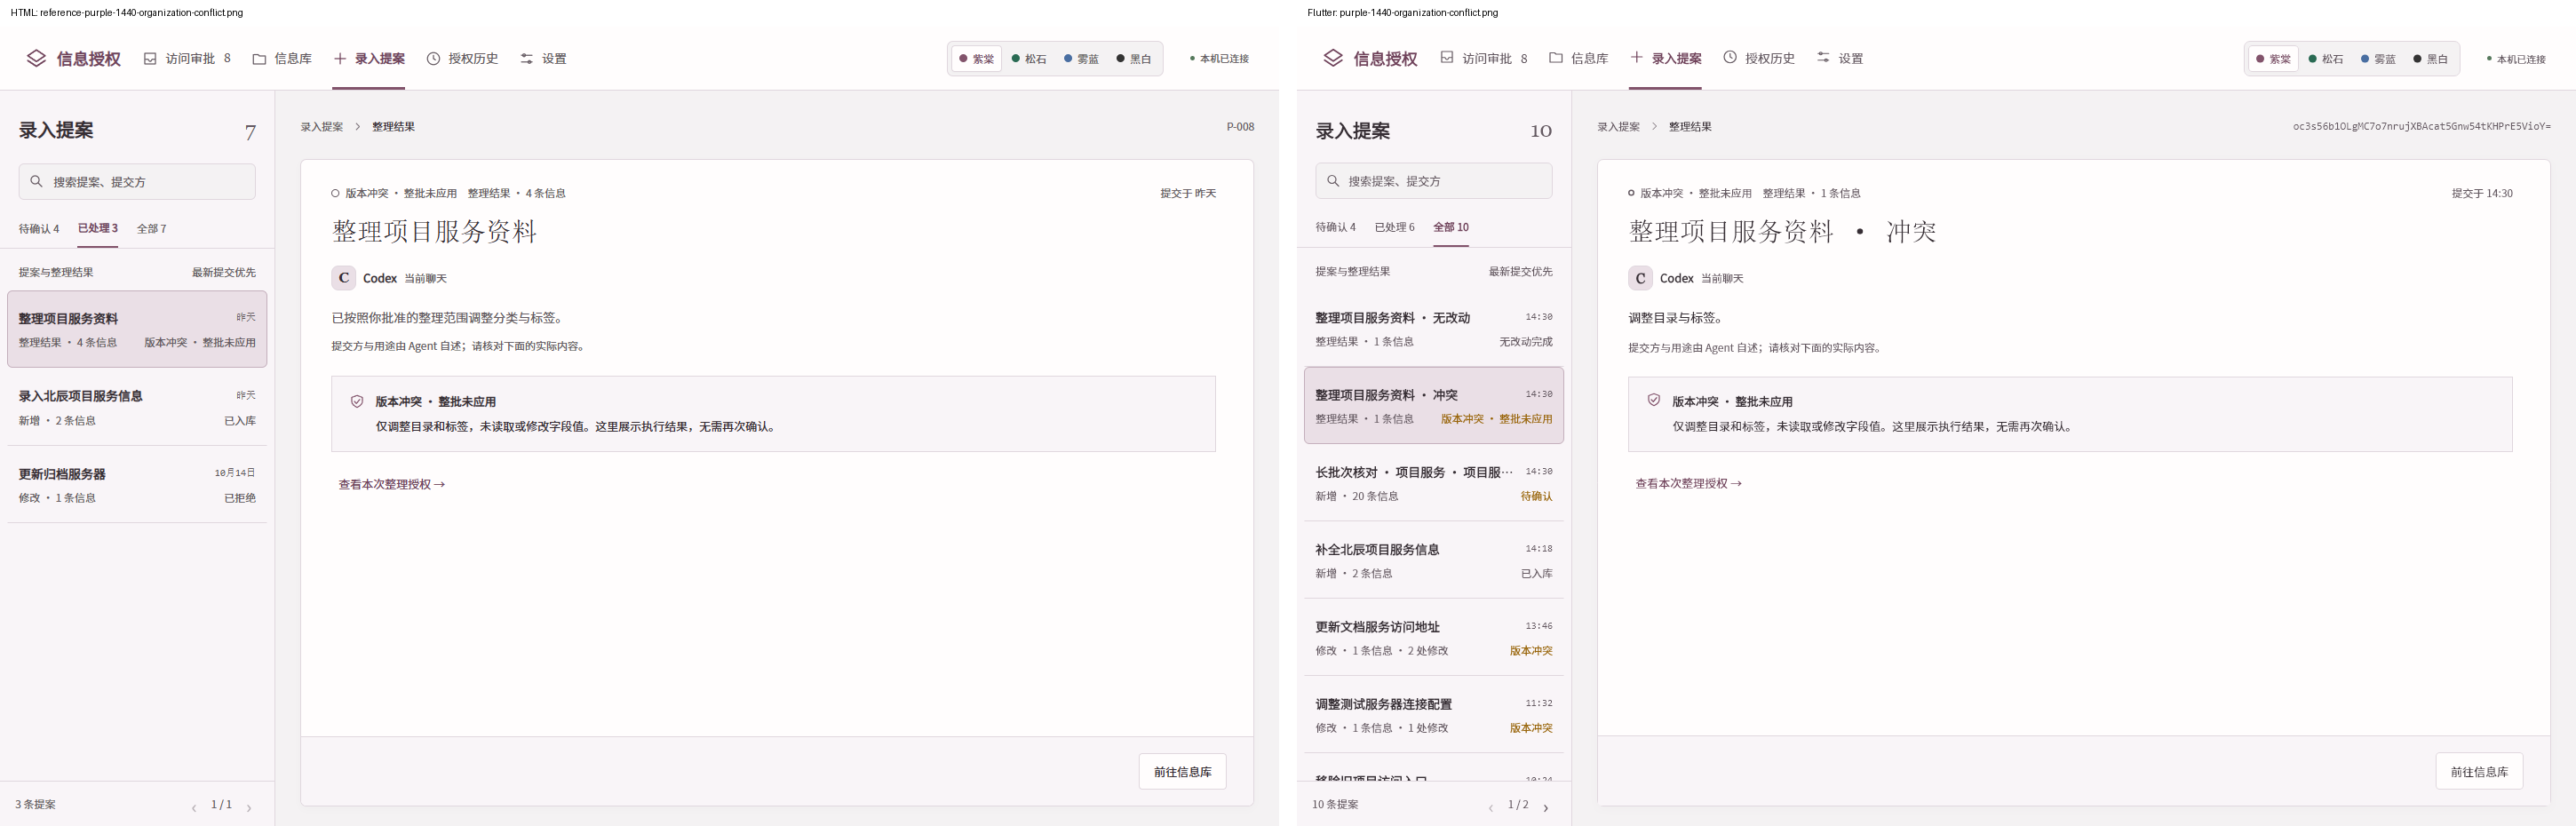 HTML: reference-purple-1440-organization-conflict.png
信息授权 访问审批 8 信息库 录入提案 授权历史 设置 紫棠 松石 雾蓝 黑白 本机已连接
录入提案 7
搜索提案、提交方
待确认 4 已处理 3 全部 7
提案与整理结果 最新提交优先
整理项目服务资料 昨天
整理结果 · 4 条信息 版本冲突 · 整批未应用
录入北辰项目服务信息 昨天
新增 · 2 条信息 已入库
更新归档服务器 10月14日
修改 · 1 条信息 已拒绝
3 条提案 ‹ 1 / 1 ›
录入提案 › 整理结果 P-008
版本冲突 · 整批未应用 整理结果 · 4 条信息 提交于 昨天
整理项目服务资料
C Codex 当前聊天
已按照你批准的整理范围调整分类与标签。
提交方与用途由 Agent 自述；请核对下面的实际内容。
版本冲突 · 整批未应用
仅调整目录和标签，未读取或修改字段值。这里展示执行结果，无需再次确认。
查看本次整理授权 →
前往信息库
Flutter: purple-1440-organization-conflict.png
信息授权 访问审批 8 信息库 录入提案 授权历史 设置 紫棠 松石 雾蓝 黑白 本机已连接
录入提案 10
搜索提案、提交方
待确认 4 已处理 6 全部 10
提案与整理结果 最新提交优先
整理项目服务资料 · 无改动 14:30
整理结果 · 1 条信息 无改动完成
整理项目服务资料 · 冲突 14:30
整理结果 · 1 条信息 版本冲突 · 整批未应用
长批次核对 · 项目服务 · 项目服… 14:30
新增 · 20 条信息 待确认
补全北辰项目服务信息 14:18
新增 · 2 条信息 已入库
更新文档服务访问地址 13:46
修改 · 1 条信息 · 2 处修改 版本冲突
调整测试服务器连接配置 11:32
修改 · 1 条信息 · 1 处修改 版本冲突
移除旧项目访问入口 10:24
10 条提案 ‹ 1 / 2 ›
录入提案 › 整理结果 oc3s56b1OLgMC7o7nrujXBAcat5Gnw54tKHPrE5VioY=
版本冲突 · 整批未应用 整理结果 · 1 条信息 提交于 14:30
整理项目服务资料 · 冲突
C Codex 当前聊天
调整目录与标签。
提交方与用途由 Agent 自述；请核对下面的实际内容。
版本冲突 · 整批未应用
仅调整目录和标签，未读取或修改字段值。这里展示执行结果，无需再次确认。
查看本次整理授权 →
前往信息库